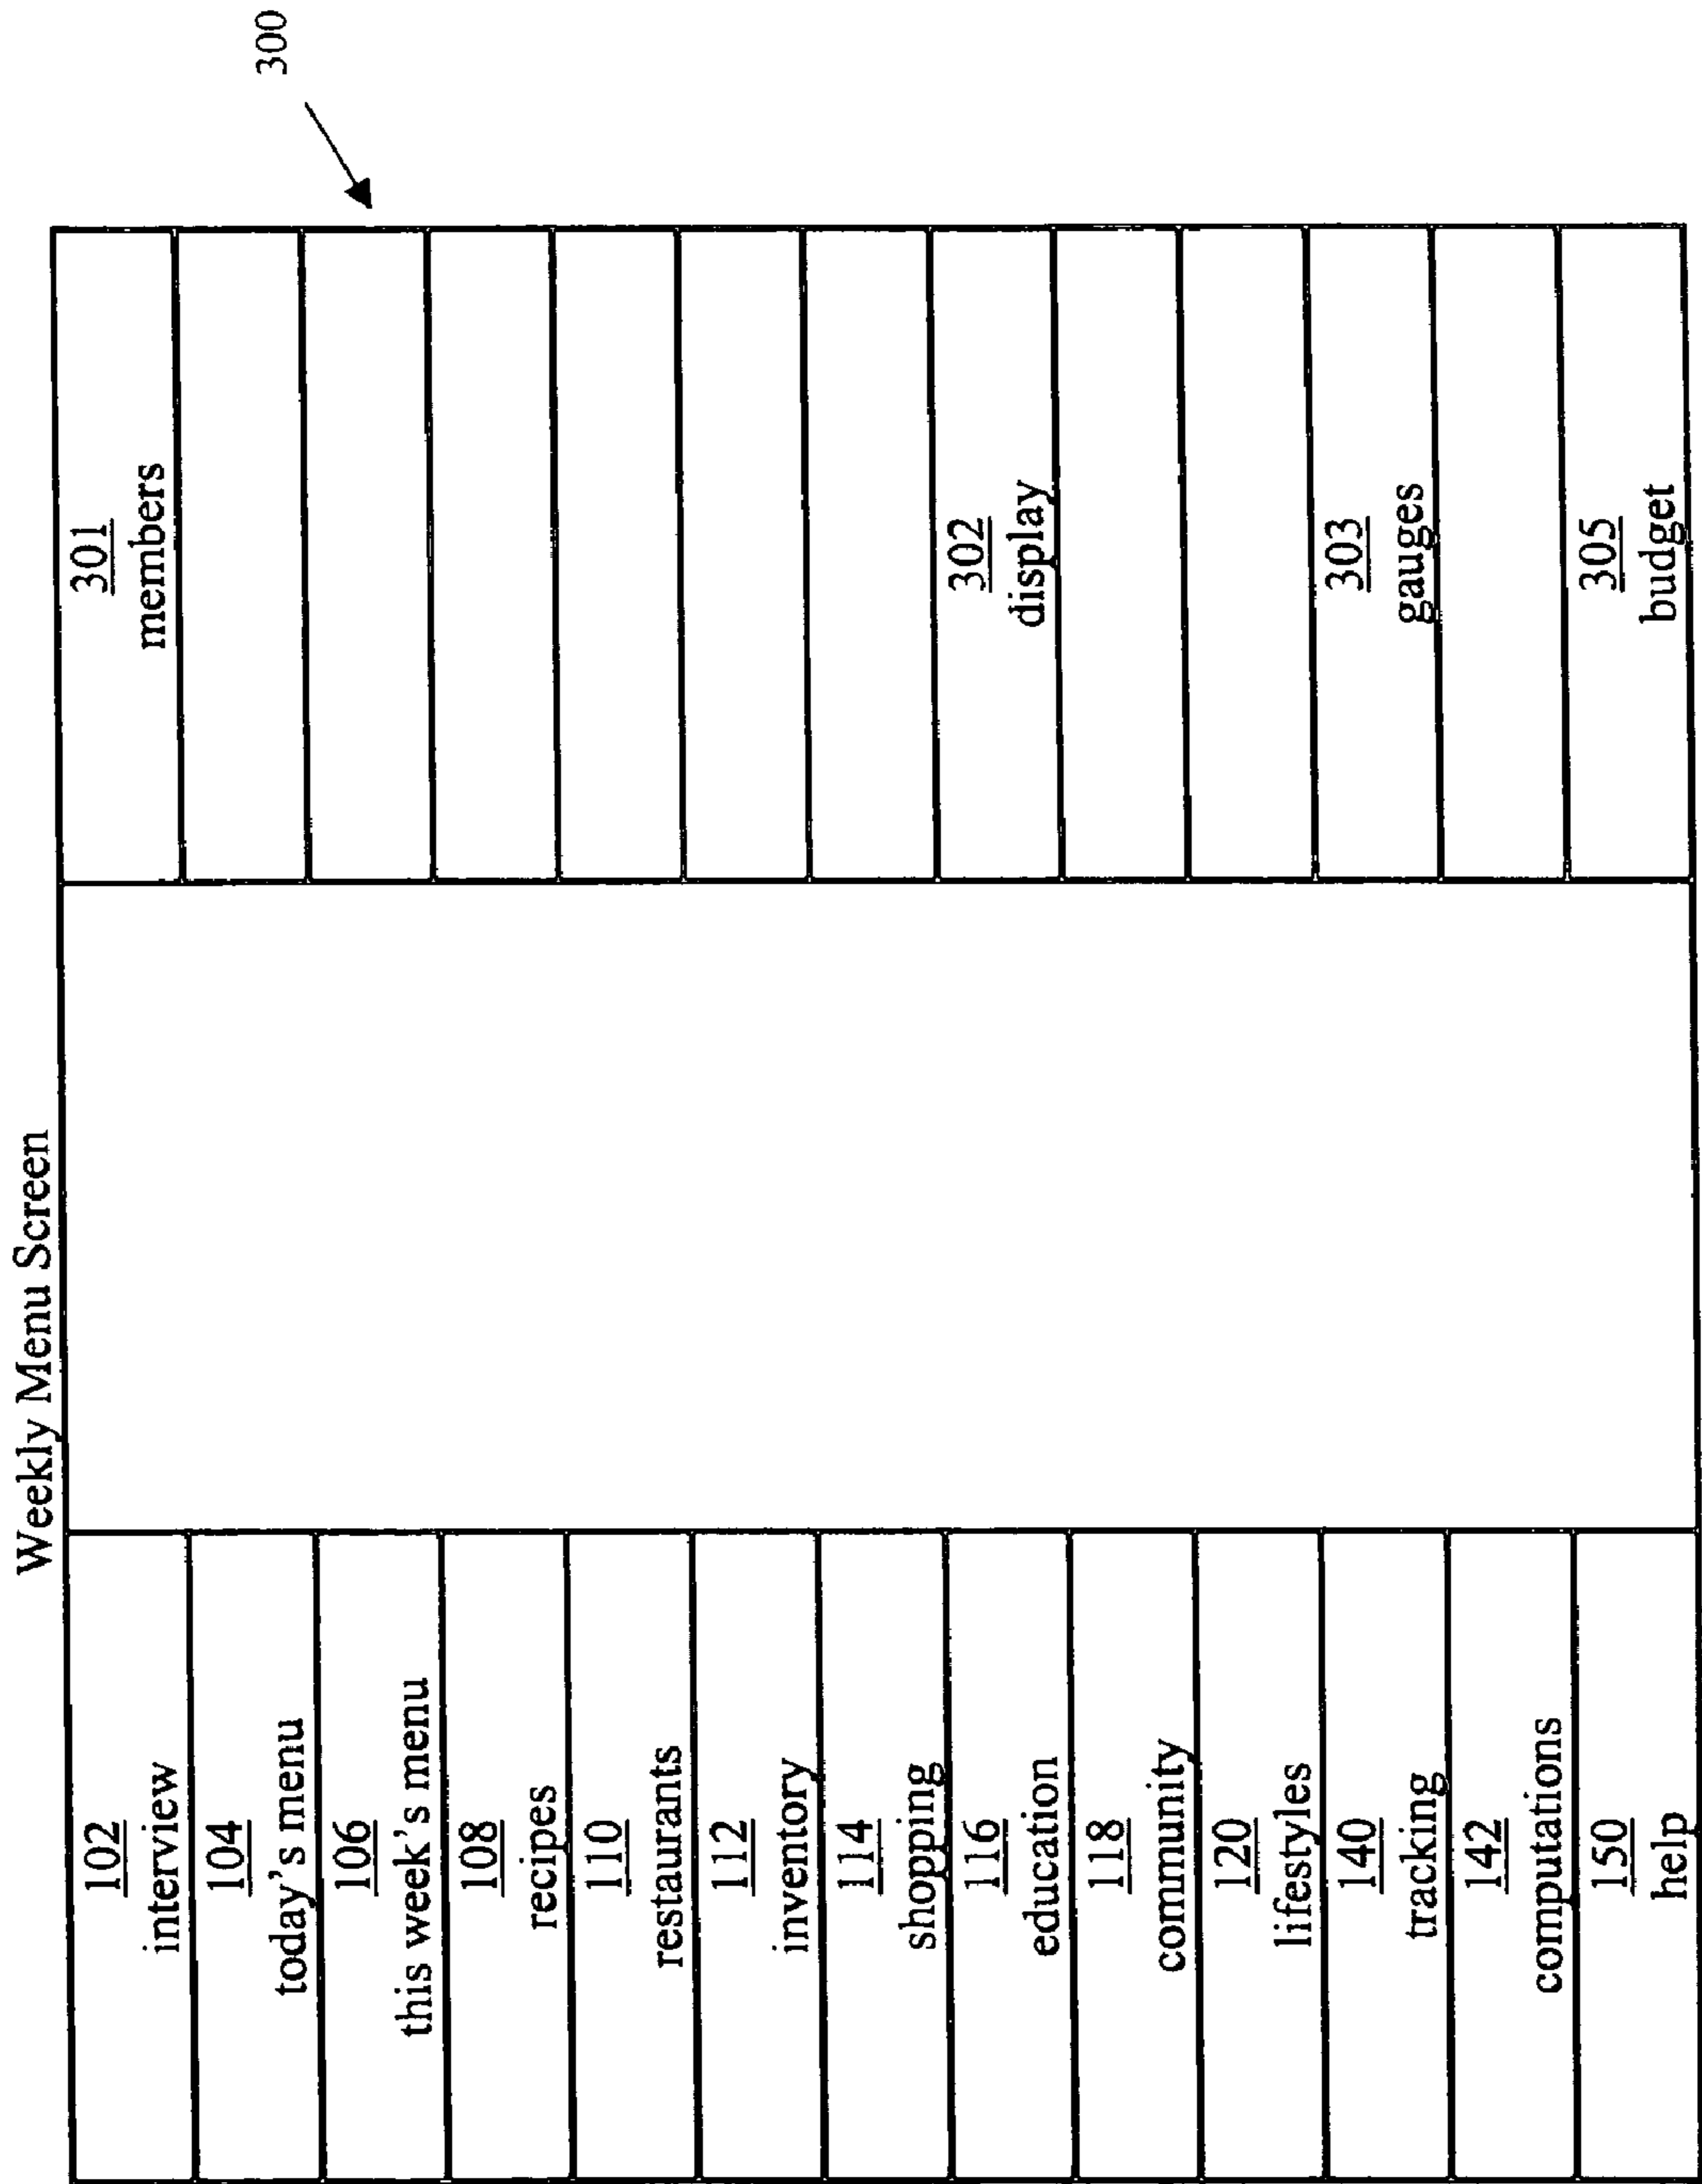 Weekly Menu Screen
300
102
interview
104
today's menu
106
this week's menu
108
recipes
110
restaurants
112
inventory
114
shopping
116
education
118
community
120
lifestyles
140
tracking
142
computations
150
help
301
members
302
display
303
gauges
305
budget